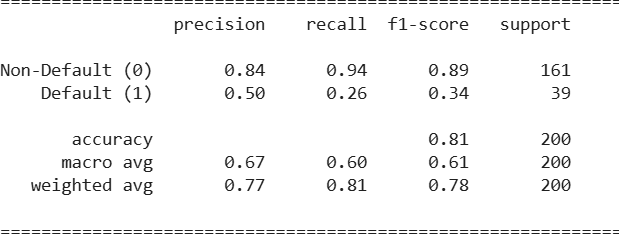 ==============================================================
precision recall f1-score support
Non-Default (0) 0.84 0.94 0.89 161
Default (1) 0.50 0.26 0.34 39
accuracy 0.81 200
macro avg 0.67 0.60 0.61 200
weighted avg 0.77 0.81 0.78 200
==============================================================